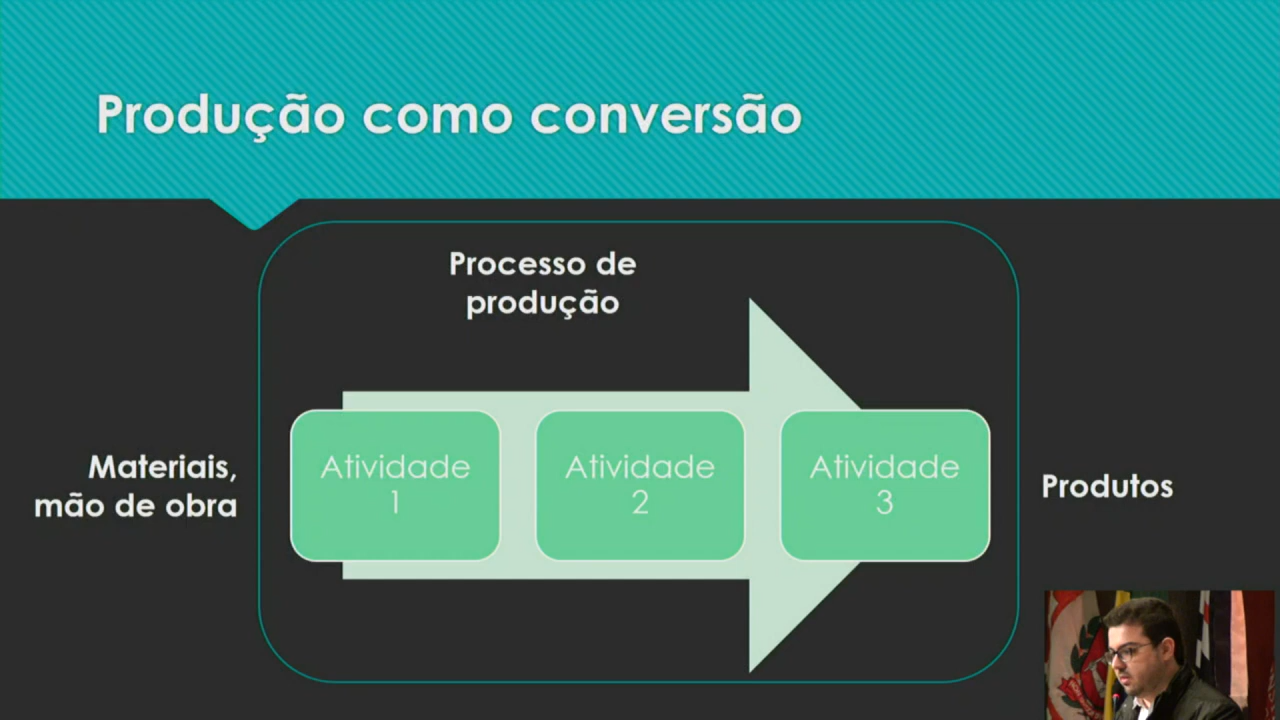 Produção como conversão
Processo de
produção
Materiais,
mão de obra
Atividade
1
Atividade
2
Atividade
3
Produtos